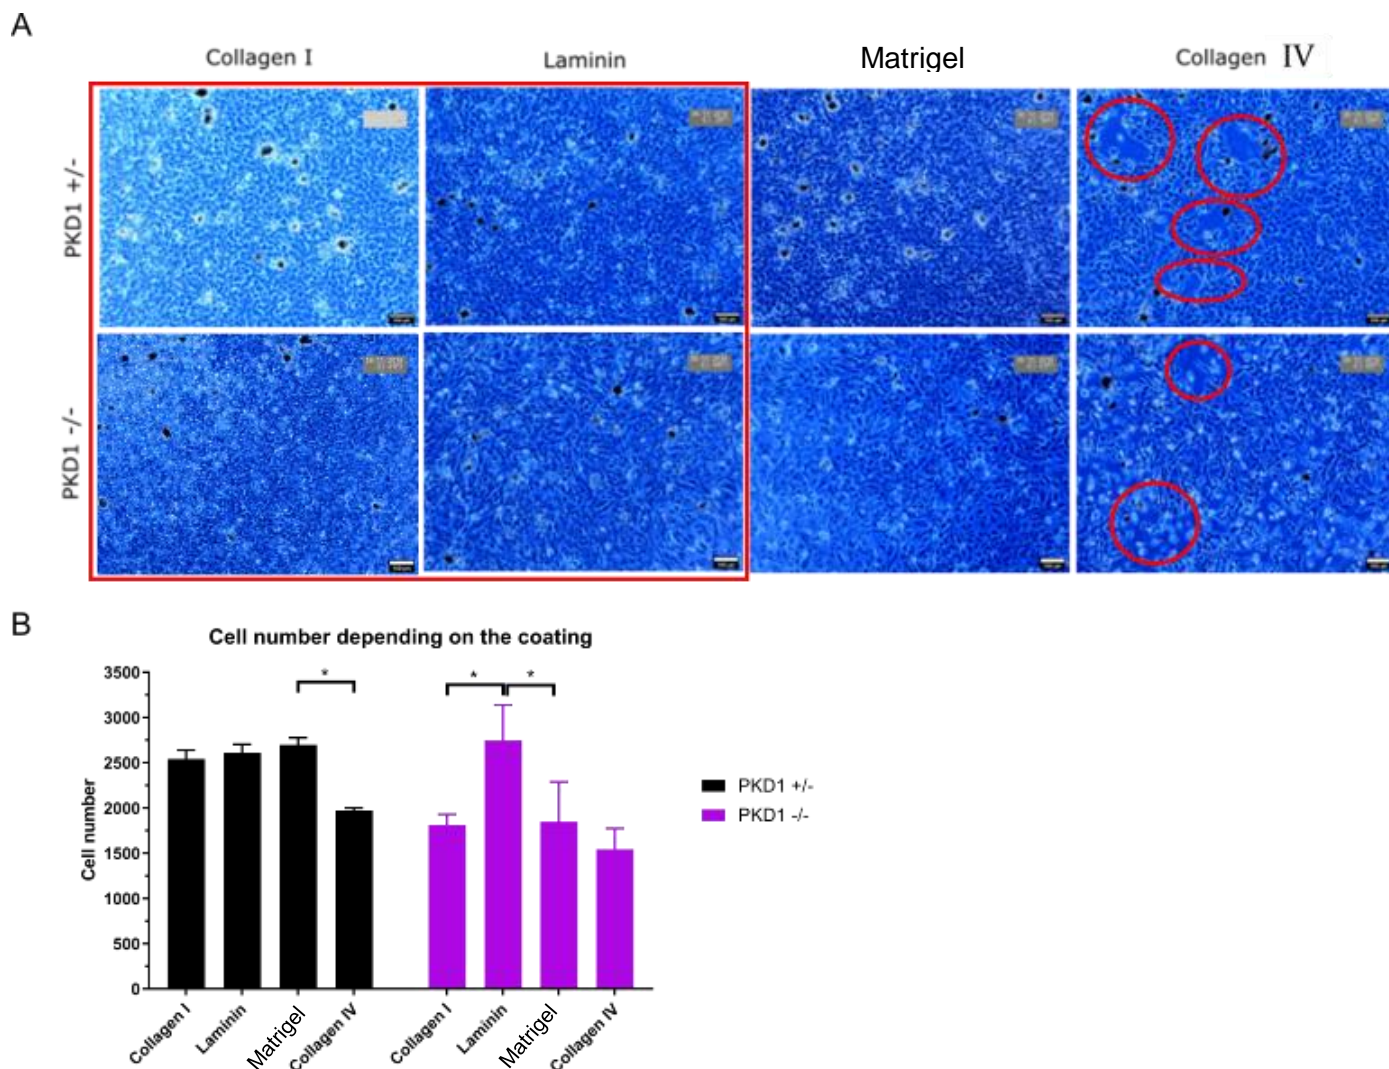 A
Collagen I
Laminin
Matrigel
Collagen IV
PKD1 +/-
PKD1 -/-
B
Cell number depending on the coating
3500
3000
2500
2000
1500
1000
500
0
Cell number
*
*
*
Collagen I
Laminin
Matrigel
Collagen IV
Collagen I
Laminin
Matrigel
Collagen IV
PKD1 +/-
PKD1 -/-